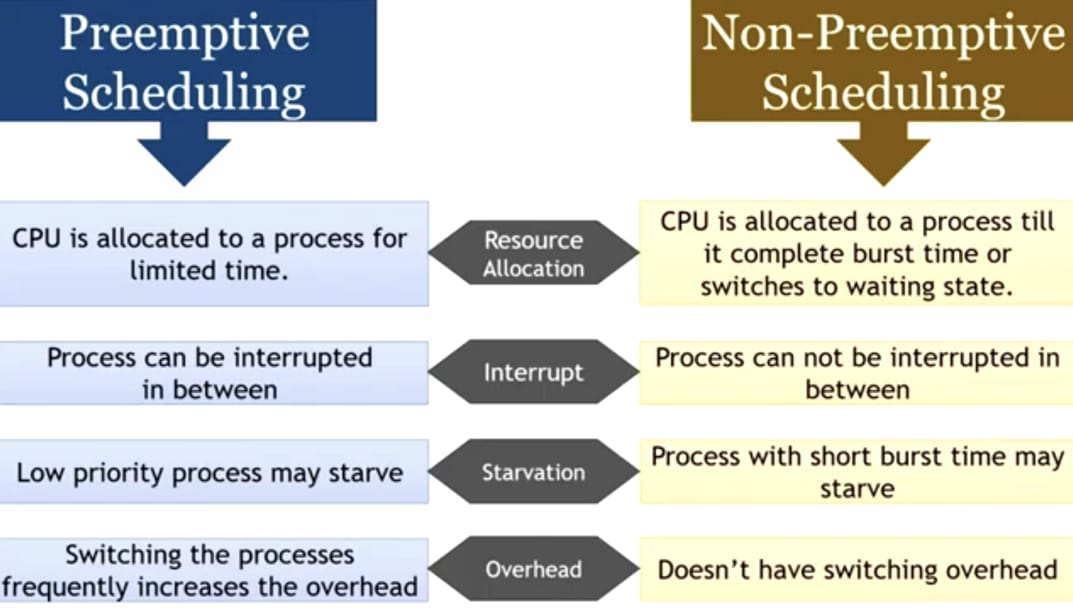 Preemptive
Scheduling
Non-Preemptive
Scheduling
CPU is allocated to a process for
limited time.
Resource
Allocation
CPU is allocated to a process till
it complete burst time or
switches to waiting state.
Process can be interrupted
in between
Interrupt
Process can not be interrupted in
between
Low priority process may starve
Starvation
Process with short burst time may
starve
Switching the processes
frequently increases the overhead
Overhead
Doesn't have switching overhead